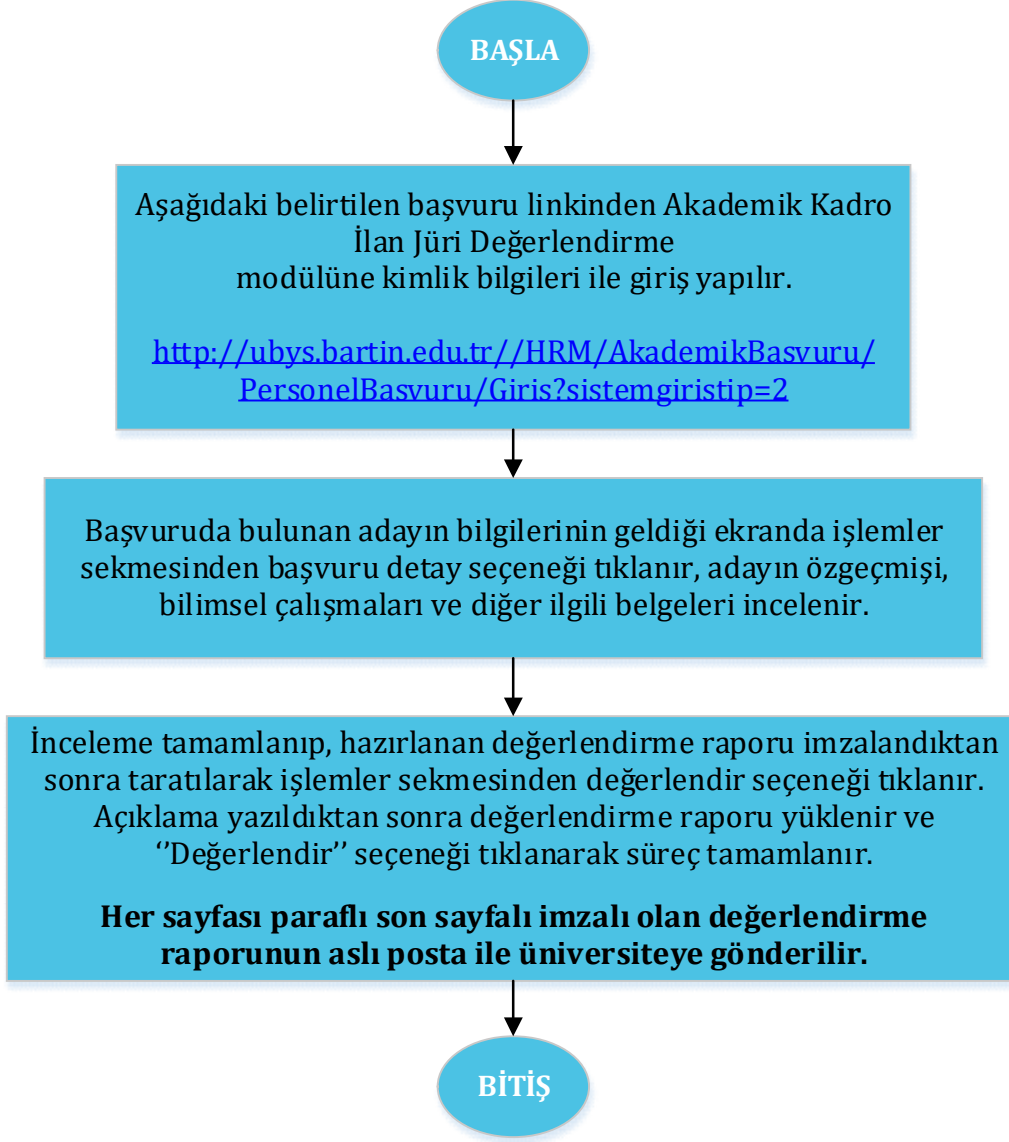 BAŞLA
Aşağıdaki belirtilen başvuru linkinden Akademik Kadro
İlan Jüri Değerlendirme
modülüne kimlik bilgileri ile giriş yapılır.
http://ubys.bartin.edu.tr//HRM/AkademikBasvuru/
PersonelBasvuru/Giris?sistemgiristip=2
Başvuruda bulunan adayın bilgilerinin geldiği ekranda işlemler
sekmesinden başvuru detay seçeneği tıklanır, adayın özgeçmişi,
bilimsel çalışmaları ve diğer ilgili belgeleri incelenir.
İnceleme tamamlanıp, hazırlanan değerlendirme raporu imzalandıktan
sonra taratılarak işlemler sekmesinden değerlendir seçeneği tıklanır.
Açıklama yazıldıktan sonra değerlendirme raporu yüklenir ve
‘’Değerlendir’’ seçeneği tıklanarak süreç tamamlanır.
Her sayfası paraflı son sayfalı imzalı olan değerlendirme
raporunun aslı posta ile üniversiteye gönderilir.
BİTİŞ